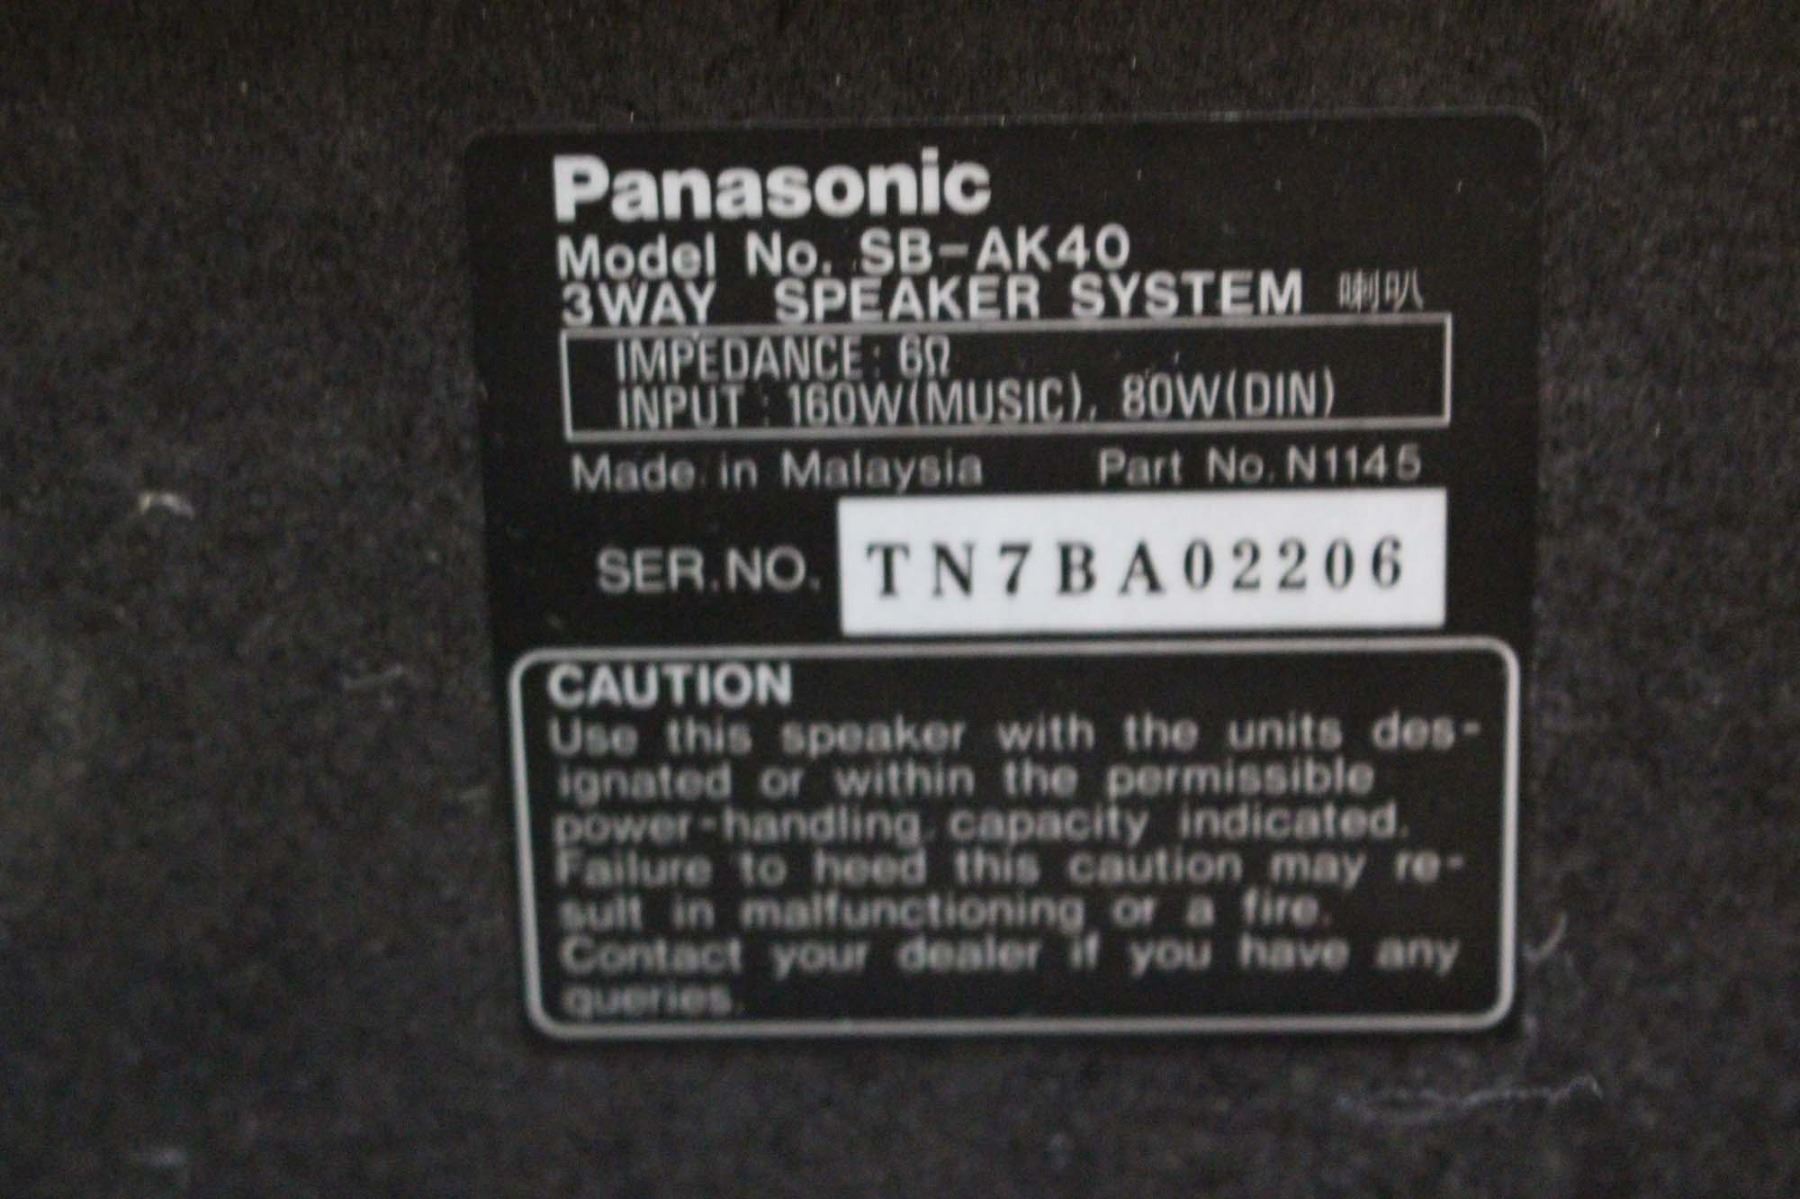 Panasonic
Model No. SB-AK40
3WAY SPEAKER SYSTEM 喇叭
IMPEDANCE : 6Ω
INPUT : 160W(MUSIC), 80W(DIN)
Made in Malaysia Part No. N1145
SER.NO. TN7BA02206
CAUTION
Use this speaker with the units des-
ignated or within the permissible
power-handling capacity indicated.
Failure to heed this caution may re-
sult in malfunctioning or a fire.
Contact your dealer if you have any
queries.